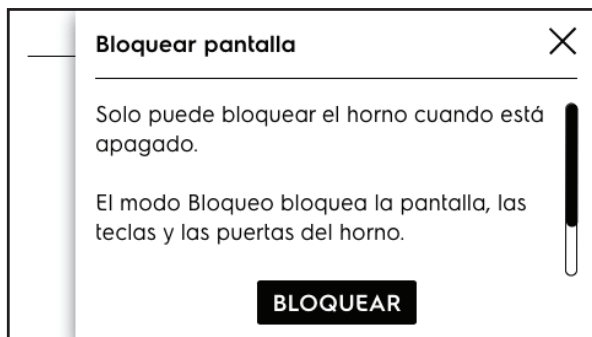 Bloquear pantalla
Solo puede bloquear el horno cuando está
apagado.
El modo Bloqueo bloquea la pantalla, las
teclas y las puertas del horno.
BLOQUEAR